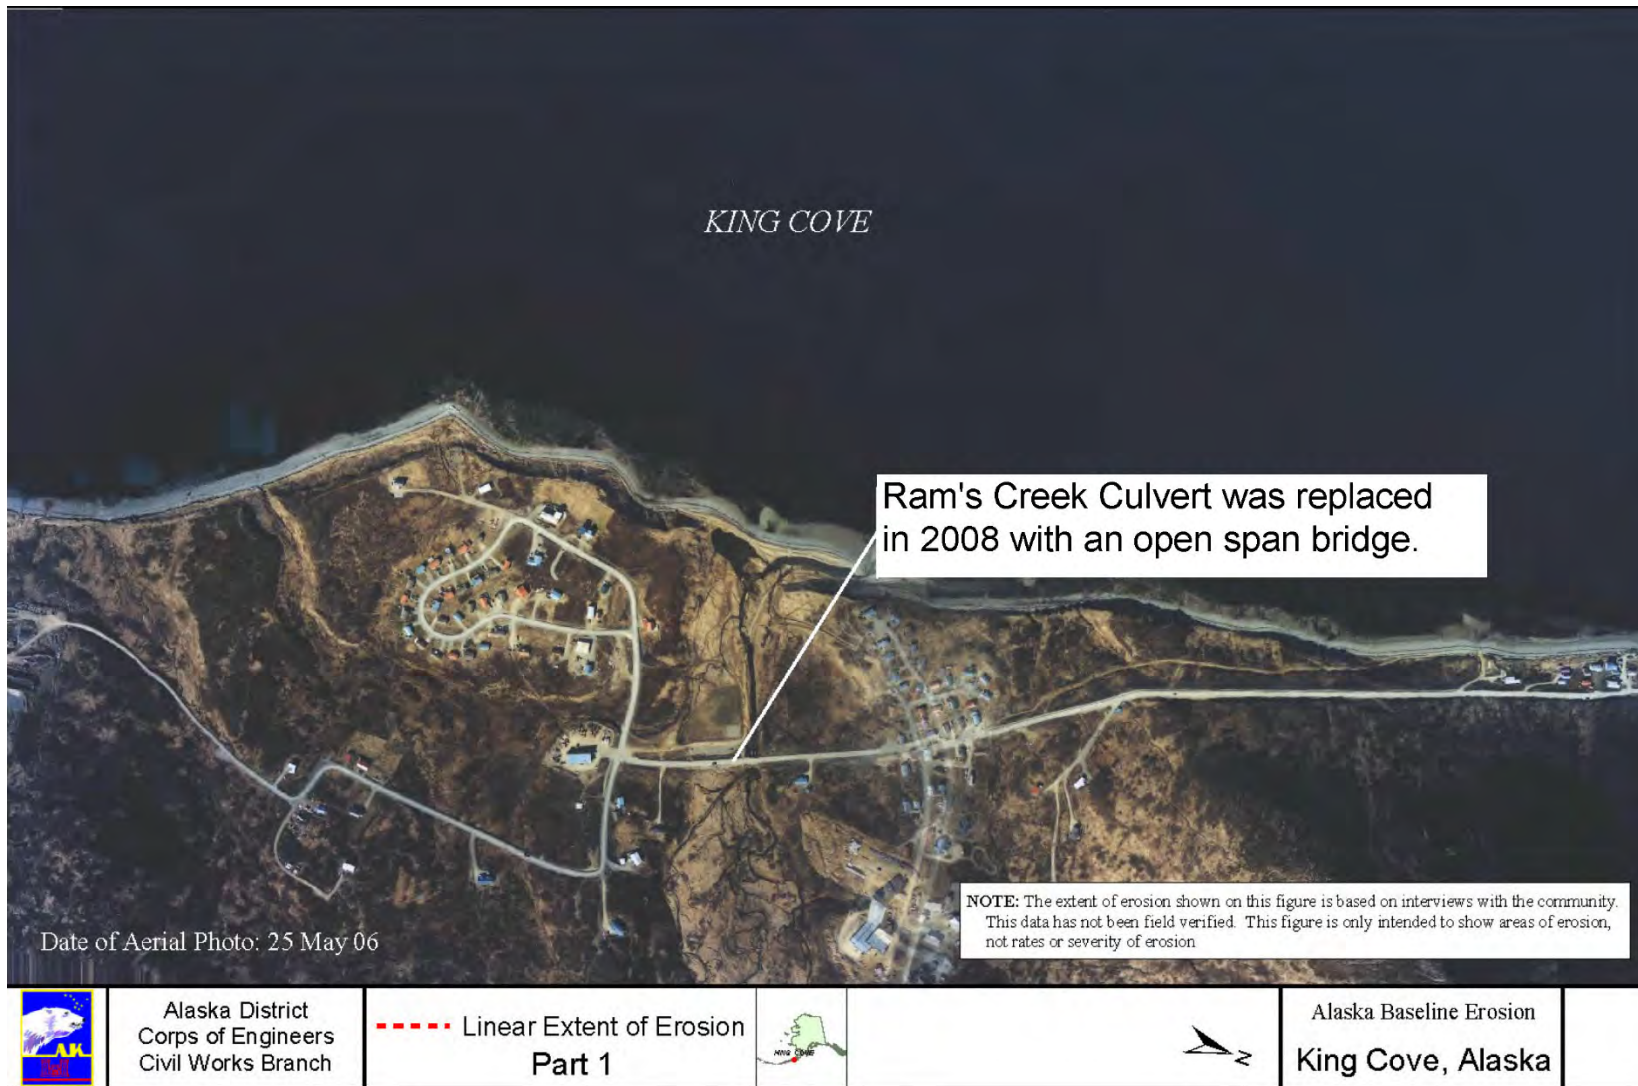 KING COVE
Ram's Creek Culvert was replaced
in 2008 with an open span bridge.
NOTE: The extent of erosion shown on this figure is based on interviews with the community.
This data has not been field verified. This figure is only intended to show areas of erosion,
not rates or severity of erosion
Date of Aerial Photo: 25 May 06
AK
Alaska District
Corps of Engineers
Civil Works Branch
Linear Extent of Erosion
Part 1
KING COVE
N
Alaska Baseline Erosion
King Cove, Alaska